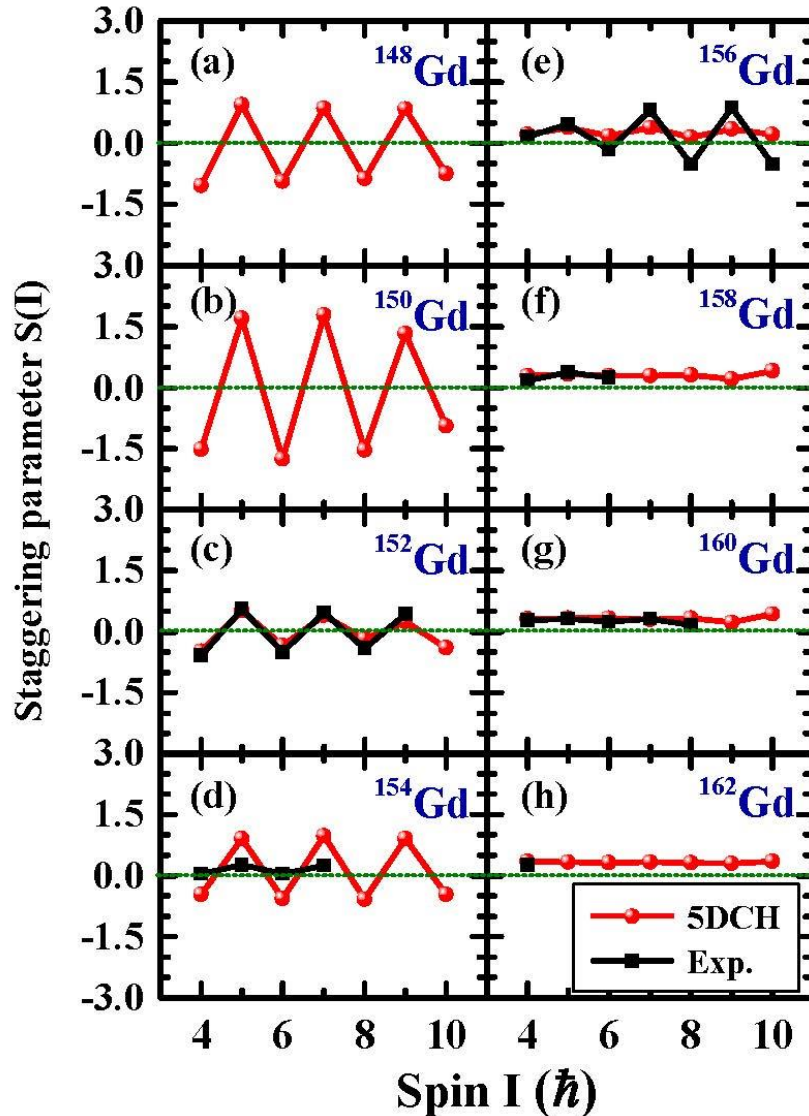 Staggering parameter S(I)
3.0
1.5
0.0
-1.5
3.0
1.5
0.0
-1.5
3.0
1.5
0.0
-1.5
3.0
1.5
0.0
-1.5
-3.0
(a) ¹⁴⁸Gd
(b) ¹⁵⁰Gd
(c) ¹⁵²Gd
(d) ¹⁵⁴Gd
(e) ¹⁵⁶Gd
(f) ¹⁵⁸Gd
(g) ¹⁶⁰Gd
(h) ¹⁶²Gd
5DCH
Exp.
4 6 8 10 4 6 8 10
Spin I (ħ)